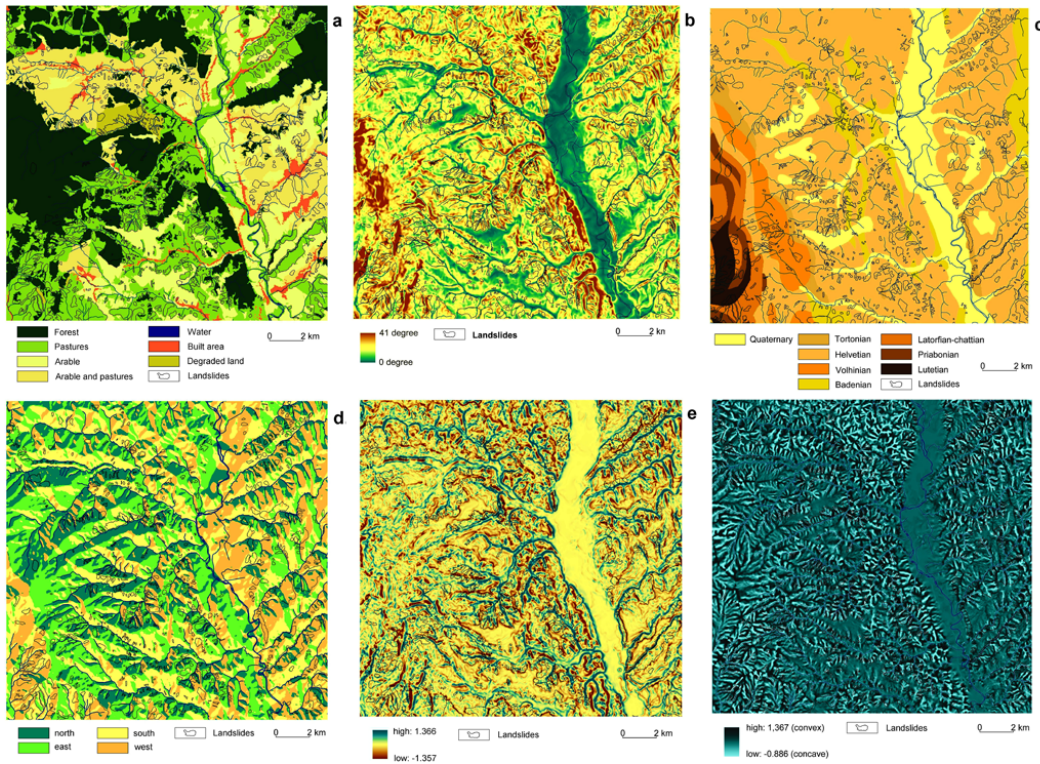 a
b
c
Forest
Pastures
Arable
Arable and pastures
Water
Built area
Degraded land
Landslides
0 2 km
41 degree
0 degree
Landslides
0 2 kn
Quaternary
Tortonian
Helvetian
Volhinian
Badenian
Latorfian-chattian
Priabonian
Lutetian
Landslides
0 2 km
d
e
north
east
south
west
Landslides
0 2 km
high: 1.366
low: -1.357
Landslides
0 2 km
high: 1,367 (convex)
low: -0.886 (concave)
Landslides
0 2 km